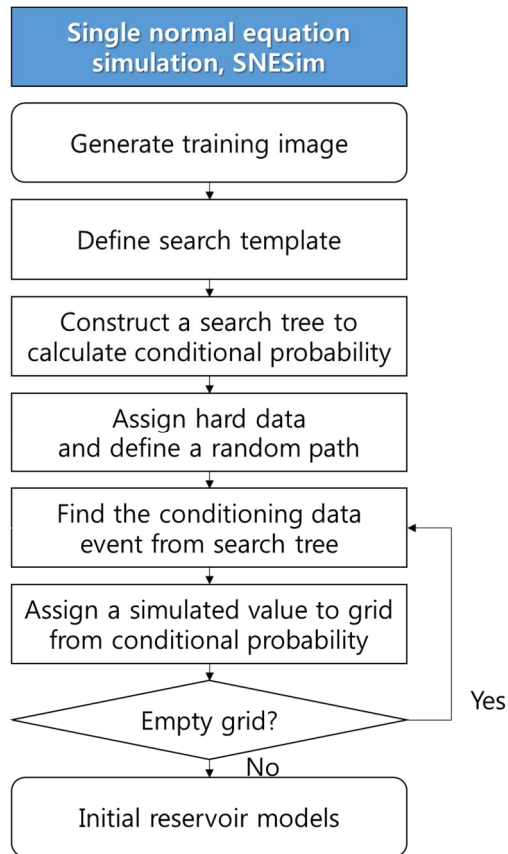 Single normal equation
simulation, SNESim
Generate training image
Define search template
Construct a search tree to
calculate conditional probability
Assign hard data
and define a random path
Find the conditioning data
event from search tree
Assign a simulated value to grid
from conditional probability
Empty grid?
Yes
No
Initial reservoir models